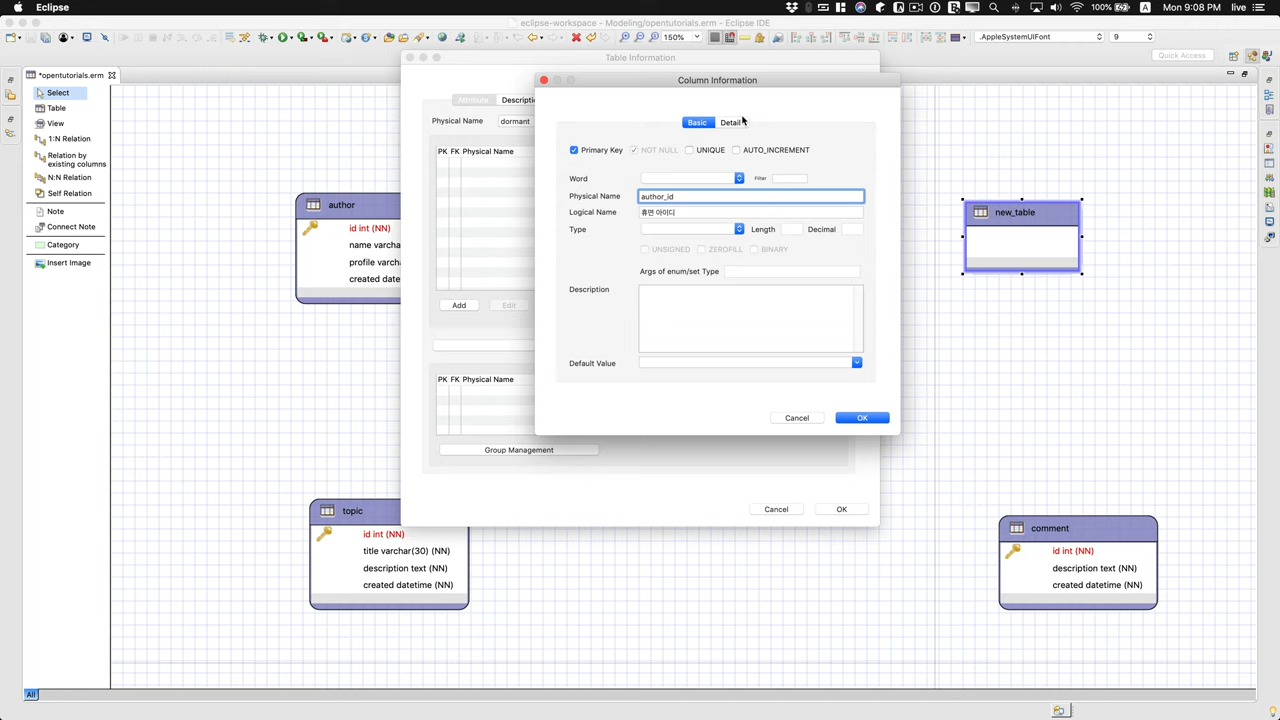 Eclipse
100%
Mon 9:08 PM
live
eclipse-workspace - Modeling/opentutorials.erm - Eclipse IDE
150%
.AppleSystemUIFont
9
Quick Access
*opentutorials.erm
Select
Table
View
1:N Relation
Relation by
existing columns
N:N Relation
Self Relation
Note
Connect Note
Category
Insert Image
All
author
id int (NN)
name varcha
profile varcha
created date
topic
id int (NN)
title varchar(30) (NN)
description text (NN)
created datetime (NN)
new_table
comment
id int (NN)
description text (NN)
created datetime (NN)
Table Information
Attribute
Descripti
Physical Name
dormant
PK FK Physical Name
Add
Edit
PK FK Physical Name
Group Management
Cancel
OK
Column Information
Basic
Detail
Primary Key
NOT NULL
UNIQUE
AUTO_INCREMENT
Word
Filter
Physical Name
author_id
Logical Name
휴면 아이디
Type
Length
Decimal
UNSIGNED
ZEROFILL
BINARY
Args of enum/set Type
Description
Default Value
Cancel
OK